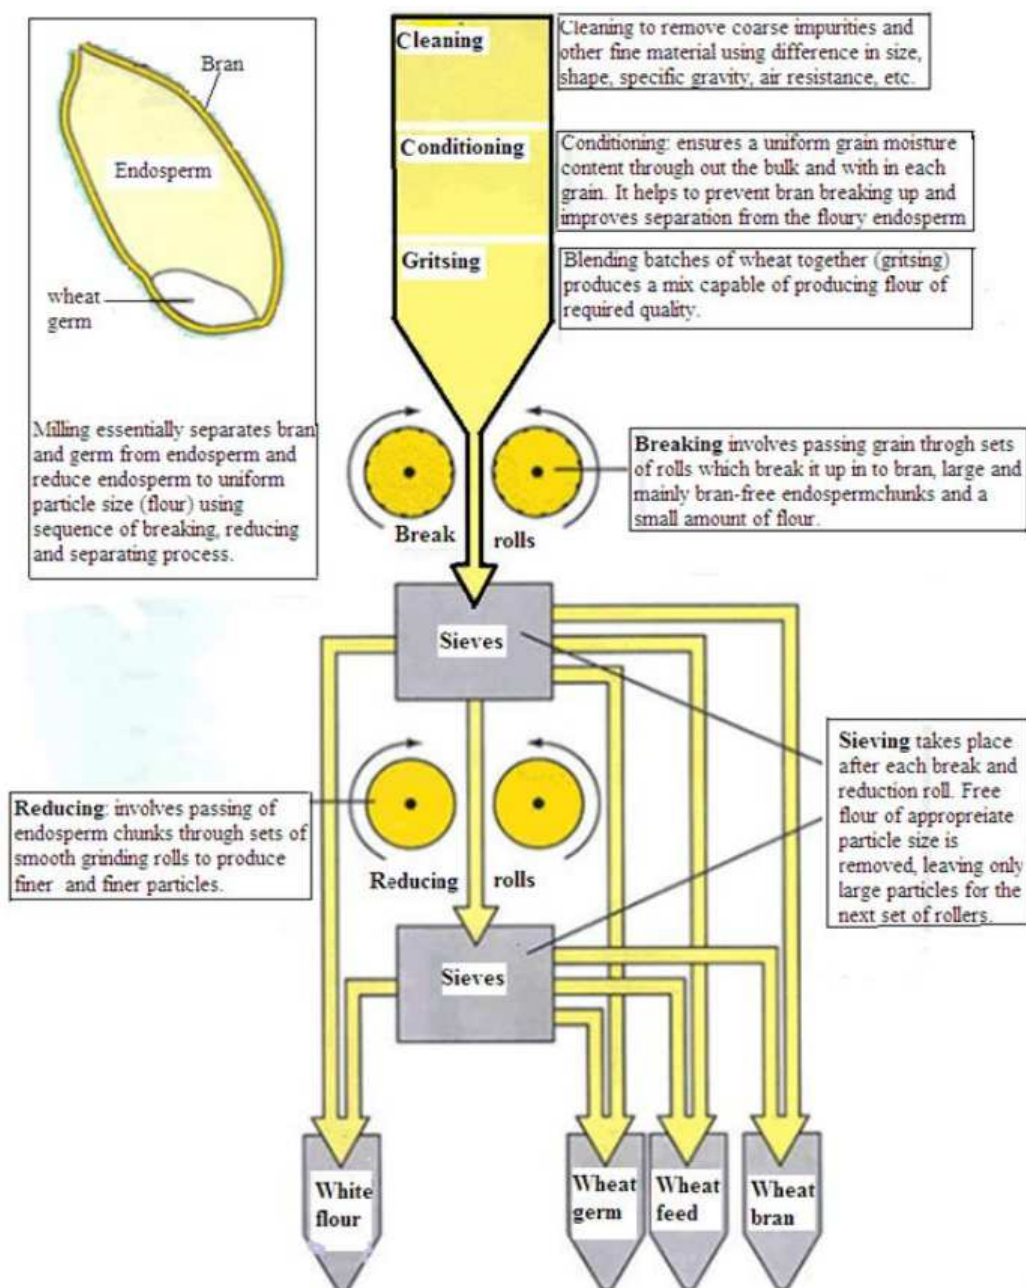 Bran
Endosperm
wheat
germ
Milling essentially separates bran
and germ from endosperm and
reduce endosperm to uniform
particle size (flour) using
sequence of breaking, reducing
and separating process.
Cleaning
Cleaning to remove coarse impurities and
other fine material using difference in size,
shape, specific gravity, air resistance, etc.
Conditioning
Conditioning: ensures a uniform grain moisture
content through out the bulk and with in each
grain. It helps to prevent bran breaking up and
improves separation from the floury endosperm
Gritsing
Blending batches of wheat together (gritsing)
produces a mix capable of producing flour of
required quality.
Break rolls
Breaking involves passing grain throgh sets
of rolls which break it up in to bran, large and
mainly bran-free endospermchunks and a
small amount of flour.
Sieves
Sieving takes place
after each break and
reduction roll. Free
flour of appropreiate
particle size is
removed, leaving only
large particles for the
next set of rollers.
Reducing: involves passing of
endosperm chunks through sets of
smooth grinding rolls to produce
finer and finer particles.
Reducing rolls
Sieves
White
flour
Wheat
germ
Wheat
feed
Wheat
bran